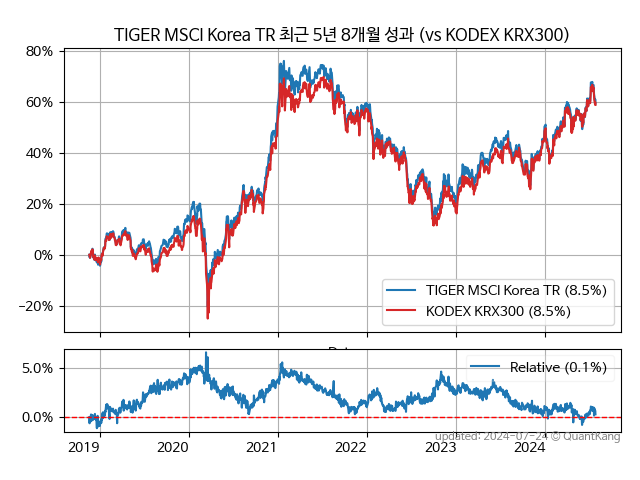 TIGER MSCI Korea TR 최근 5년 8개월 성과 (vs KODEX KRX300)
80%
60%
40%
20%
0%
−20%
TIGER MSCI Korea TR (8.5%)
KODEX KRX300 (8.5%)
5.0%
0.0%
Relative (0.1%)
2019
2020
2021
2022
2023
2024
updated: 2024-07-24 © QuantKang